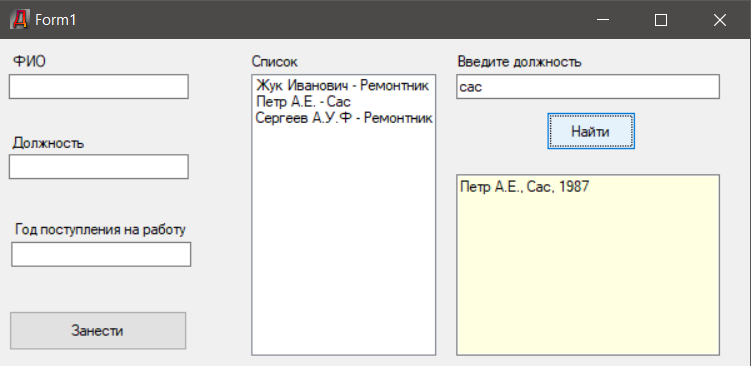 Form1
ФИО
Должность
Год поступления на работу
Занести
Список
Жук Иванович - Ремонтник
Петр А.Е. - Сас
Сергеев А.У.Ф - Ремонтник
Введите должность
сас
Найти
Петр А.Е., Сас, 1987